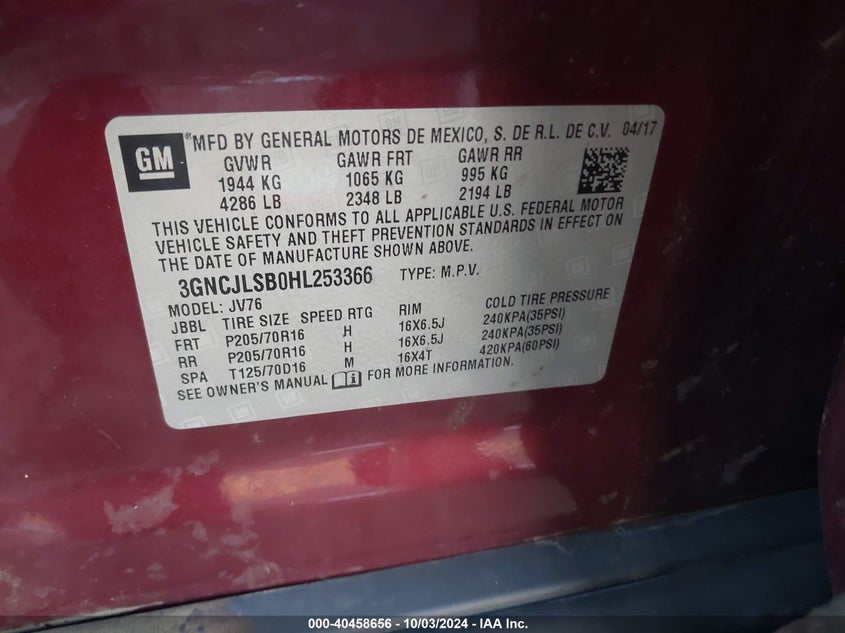 GM
® MFD BY GENERAL MOTORS DE MEXICO, S. DE R.L. DE C.V. 04/17
GVWR GAWR FRT GAWR RR
1944 KG 1065 KG 995 KG
4286 LB 2348 LB 2194 LB
THIS VEHICLE CONFORMS TO ALL APPLICABLE U.S. FEDERAL MOTOR
VEHICLE SAFETY AND THEFT PREVENTION STANDARDS IN EFFECT ON
THE DATE OF MANUFACTURE SHOWN ABOVE.
3GNCJLSB0HL253366 TYPE: M.P.V.
MODEL: JV76
JBBL TIRE SIZE SPEED RTG RIM COLD TIRE PRESSURE
FRT P205/70R16 H 16X6.5J 240KPA(35PSI)
RR P205/70R16 H 16X6.5J 240KPA(35PSI)
SPA T125/70D16 M 16X4T 420KPA(60PSI)
SEE OWNER'S MANUAL FOR MORE INFORMATION.
000-40458656 - 10/03/2024 - IAA Inc.